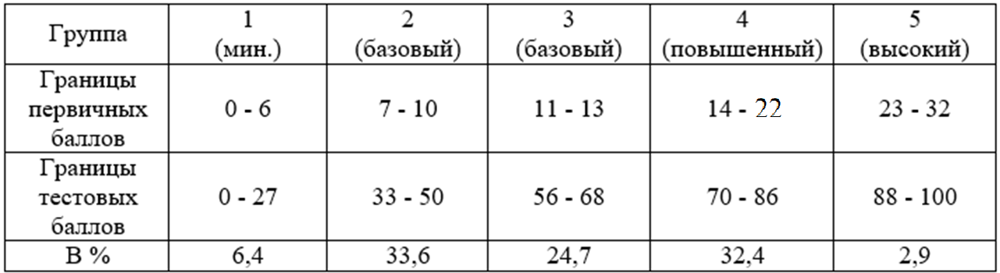 Группа 1 (мин.) 2 (базовый) 3 (базовый) 4 (повышенный) 5 (высокий)
Границы первичных баллов 0 - 6 7 - 10 11 - 13 14 - 22 23 - 32
Границы тестовых баллов 0 - 27 33 - 50 56 - 68 70 - 86 88 - 100
В % 6,4 33,6 24,7 32,4 2,9